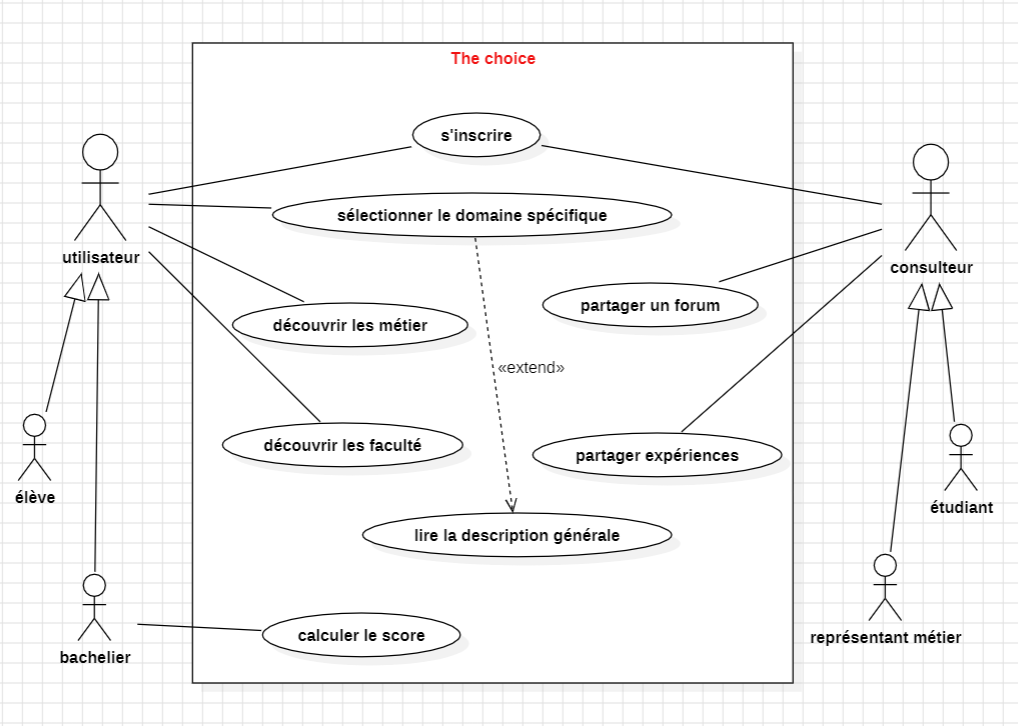 The choice
s'inscrire
sélectionner le domaine spécifique
utilisateur
consulteur
partager un forum
découvrir les métier
«extend»
découvrir les faculté
partager expériences
élève
étudiant
lire la description générale
calculer le score
représentant métier
bachelier